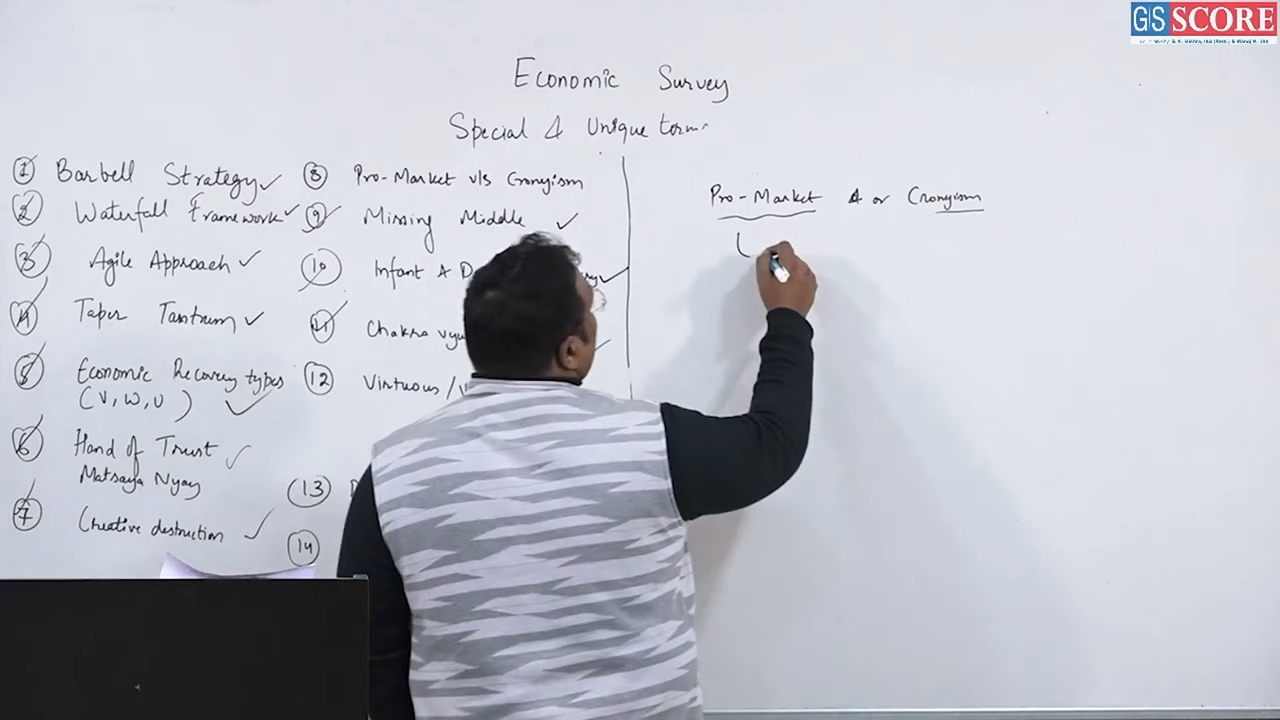 GS SCORE
Economic Survey
Special & Unique terms
1 Barbell Strategy
2 Waterfall Framework
3 Agile Approach
4 Taper Tantrum
5 Economic Recovery types
(V, W, U )
6 Hand of Trust
Matsaya Nyay
7 Creative destruction
8 Pro-Market v/s Cronyism
9 Missing Middle
10 Infant & D
11 Chakra vyu
12 Virtuous /
13
14
Pro-Market & or Cronyism